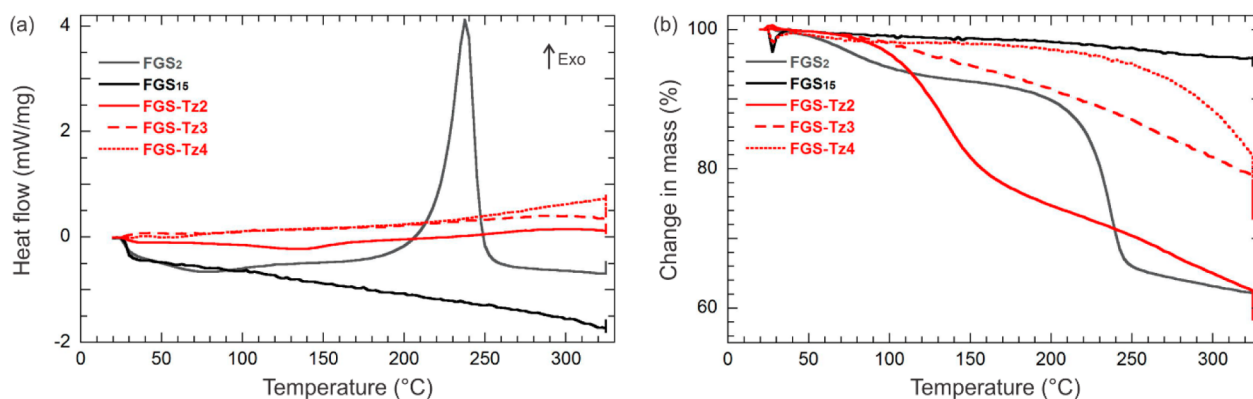 (a)
4
2
0
-2
Heat flow (mW/mg)
FGS2
FGS15
FGS-Tz2
FGS-Tz3
FGS-Tz4
↑Exo
0 50 100 150 200 250 300
Temperature (°C)
(b)
100
80
60
Change in mass (%)
FGS2
FGS15
FGS-Tz2
FGS-Tz3
FGS-Tz4
0 50 100 150 200 250 300
Temperature (°C)